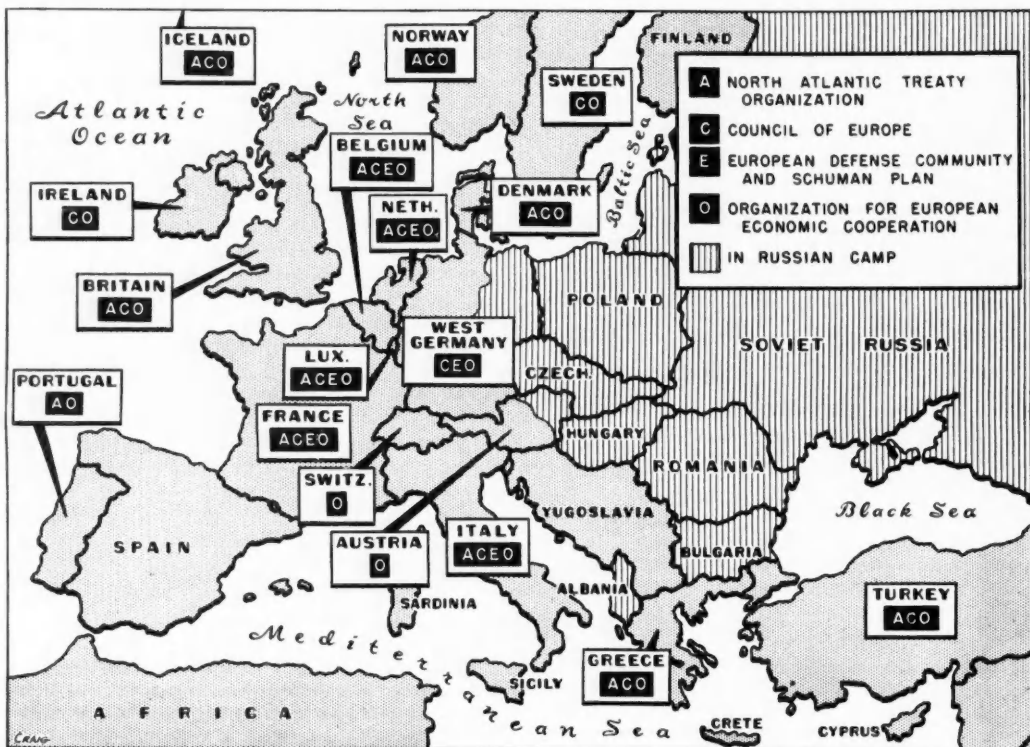 ICELAND
ACO
NORWAY
ACO
FINLAND
SWEDEN
CO
Atlantic
Ocean
North
Sea
BELGIUM
ACEO
Baltic Sea
IRELAND
CO
NETH.
ACEO.
DENMARK
ACO
BRITAIN
ACO
A NORTH ATLANTIC TREATY
ORGANIZATION
C COUNCIL OF EUROPE
E EUROPEAN DEFENSE COMMUNITY
AND SCHUMAN PLAN
O ORGANIZATION FOR EUROPEAN
ECONOMIC COOPERATION
IN RUSSIAN CAMP
POLAND
SOVIET RUSSIA
WEST
GERMANY
CEO
LUX.
ACEO
CZECH.
PORTUGAL
AO
FRANCE
ACEO
HUNGARY
ROMANIA
SWITZ.
O
YUGOSLAVIA
Black Sea
SPAIN
AUSTRIA
O
ITALY
ACEO
BULGARIA
ALBANIA
SARDINIA
TURKEY
ACO
Mediterranean Sea
GREECE
ACO
SICILY
AFRICA
CRETE
CYPRUS
CRAIG